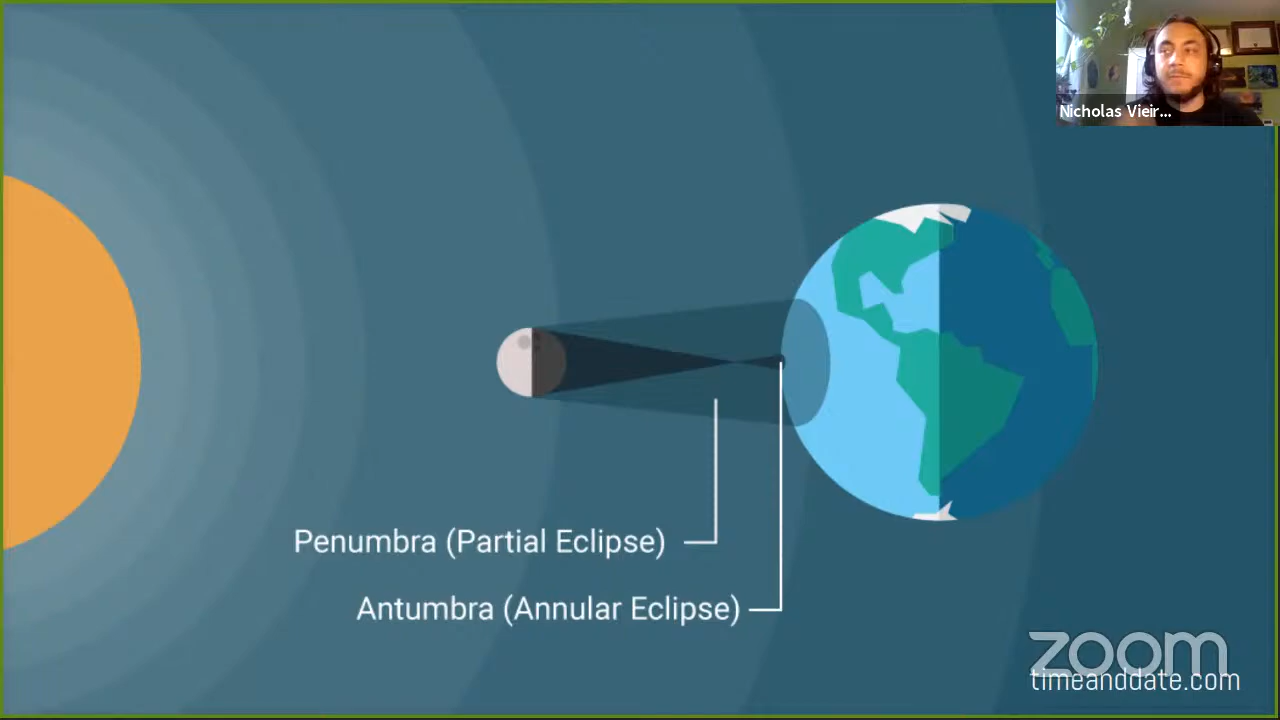 Nicholas Vieir...
Penumbra (Partial Eclipse)
Antumbra (Annular Eclipse)
zoom
timeanddate.com